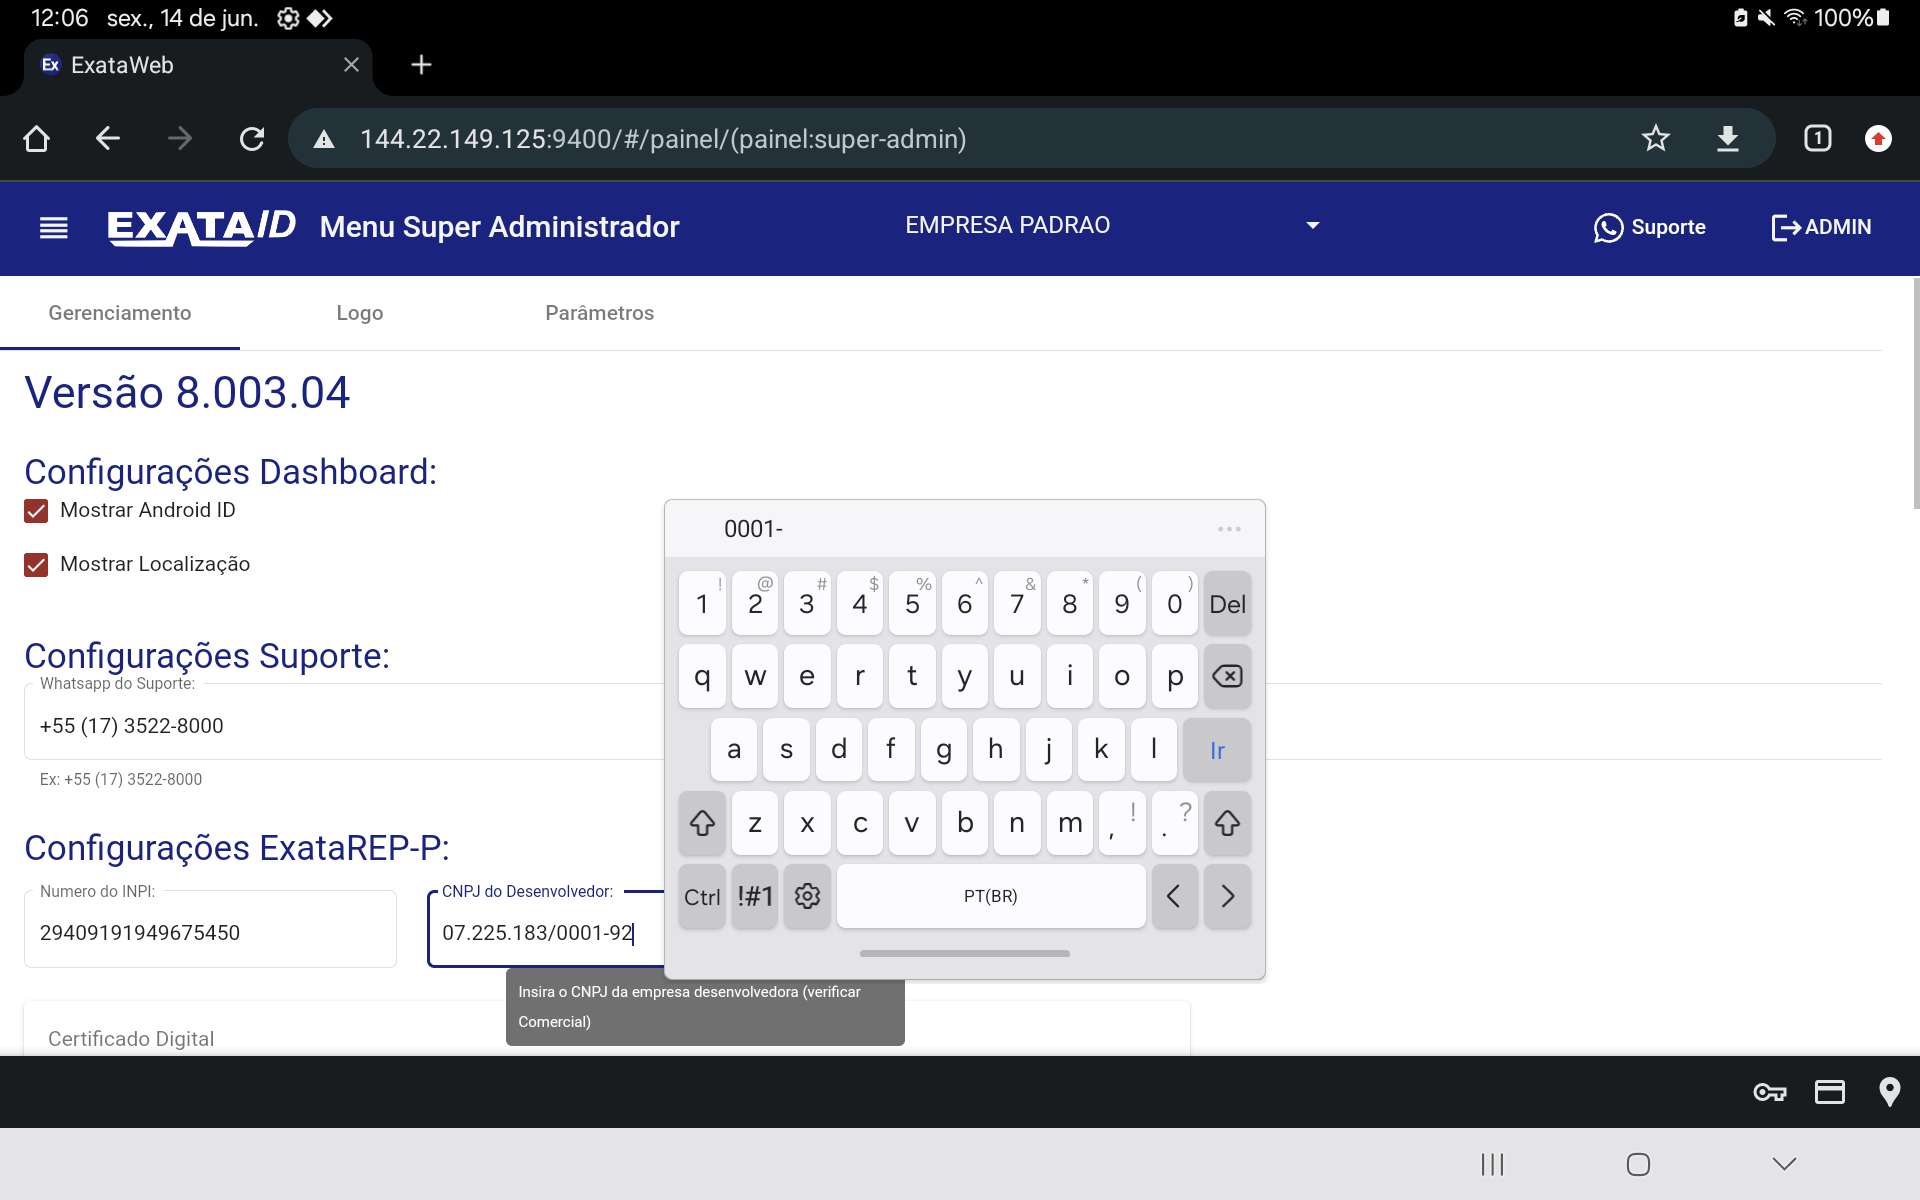 12:06 sex., 14 de jun. 100%
Ex ExataWeb
144.22.149.125:9400/#/painel/(painel:super-admin) 1
EXATA ID Menu Super Administrador EMPRESA PADRAO Suporte ADMIN
Gerenciamento Logo Parâmetros
Versão 8.003.04
Configurações Dashboard:
Mostrar Android ID
Mostrar Localização
Configurações Suporte:
Whatsapp do Suporte:
+55 (17) 3522-8000
Ex: +55 (17) 3522-8000
Configurações ExataREP-P:
Numero do INPI: CNPJ do Desenvolvedor:
29409191949675450 07.225.183/0001-92
Insira o CNPJ da empresa desenvolvedora (verificar
Comercial)
Certificado Digital
0001-
! @ # $ % ^ & * ( )
1 2 3 4 5 6 7 8 9 0 Del
q w e r t y u i o p
a s d f g h j k l Ir
z x c v b n m , ! . ?
Ctrl !#1 PT(BR) < >